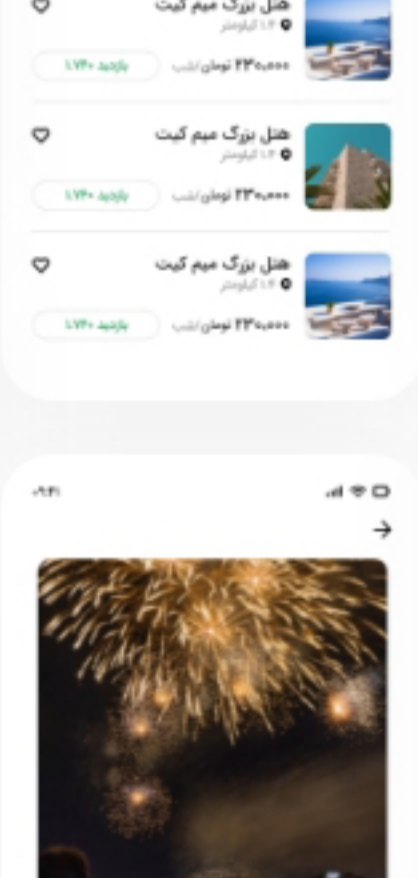 هتل بزرگ میم کیت
۱.۴ کیلومتر
۲۳۰,۰۰۰ تومان/شب
بازدید ۱.۷۴۰
هتل بزرگ میم کیت
۱.۴ کیلومتر
۲۳۰,۰۰۰ تومان/شب
بازدید ۱.۷۴۰
هتل بزرگ میم کیت
۱.۴ کیلومتر
۲۳۰,۰۰۰ تومان/شب
بازدید ۱.۷۴۰
۰۹:۴۱